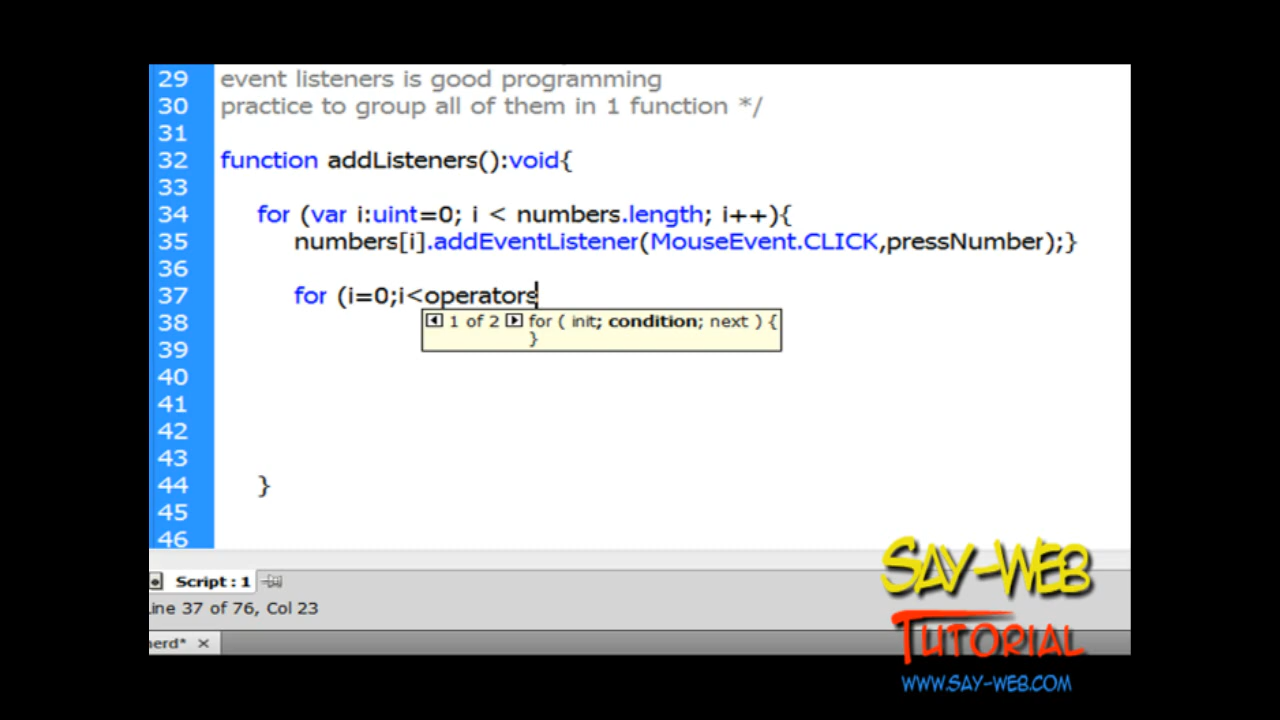 29 event listeners is good programming
30 practice to group all of them in 1 function */
31
32 function addListeners():void{
33
34 for (var i:uint=0; i < numbers.length; i++){
35 numbers[i].addEventListener(MouseEvent.CLICK,pressNumber);}
36
37 for (i=0;i<operators
38 1 of 2 for ( init; condition; next ) {
39 }
40
41
42
43
44 }
45
46
SAY-WEB
TUTORIAL
WWW.SAY-WEB.COM
Script : 1
Line 37 of 76, Col 23
nerd* ×